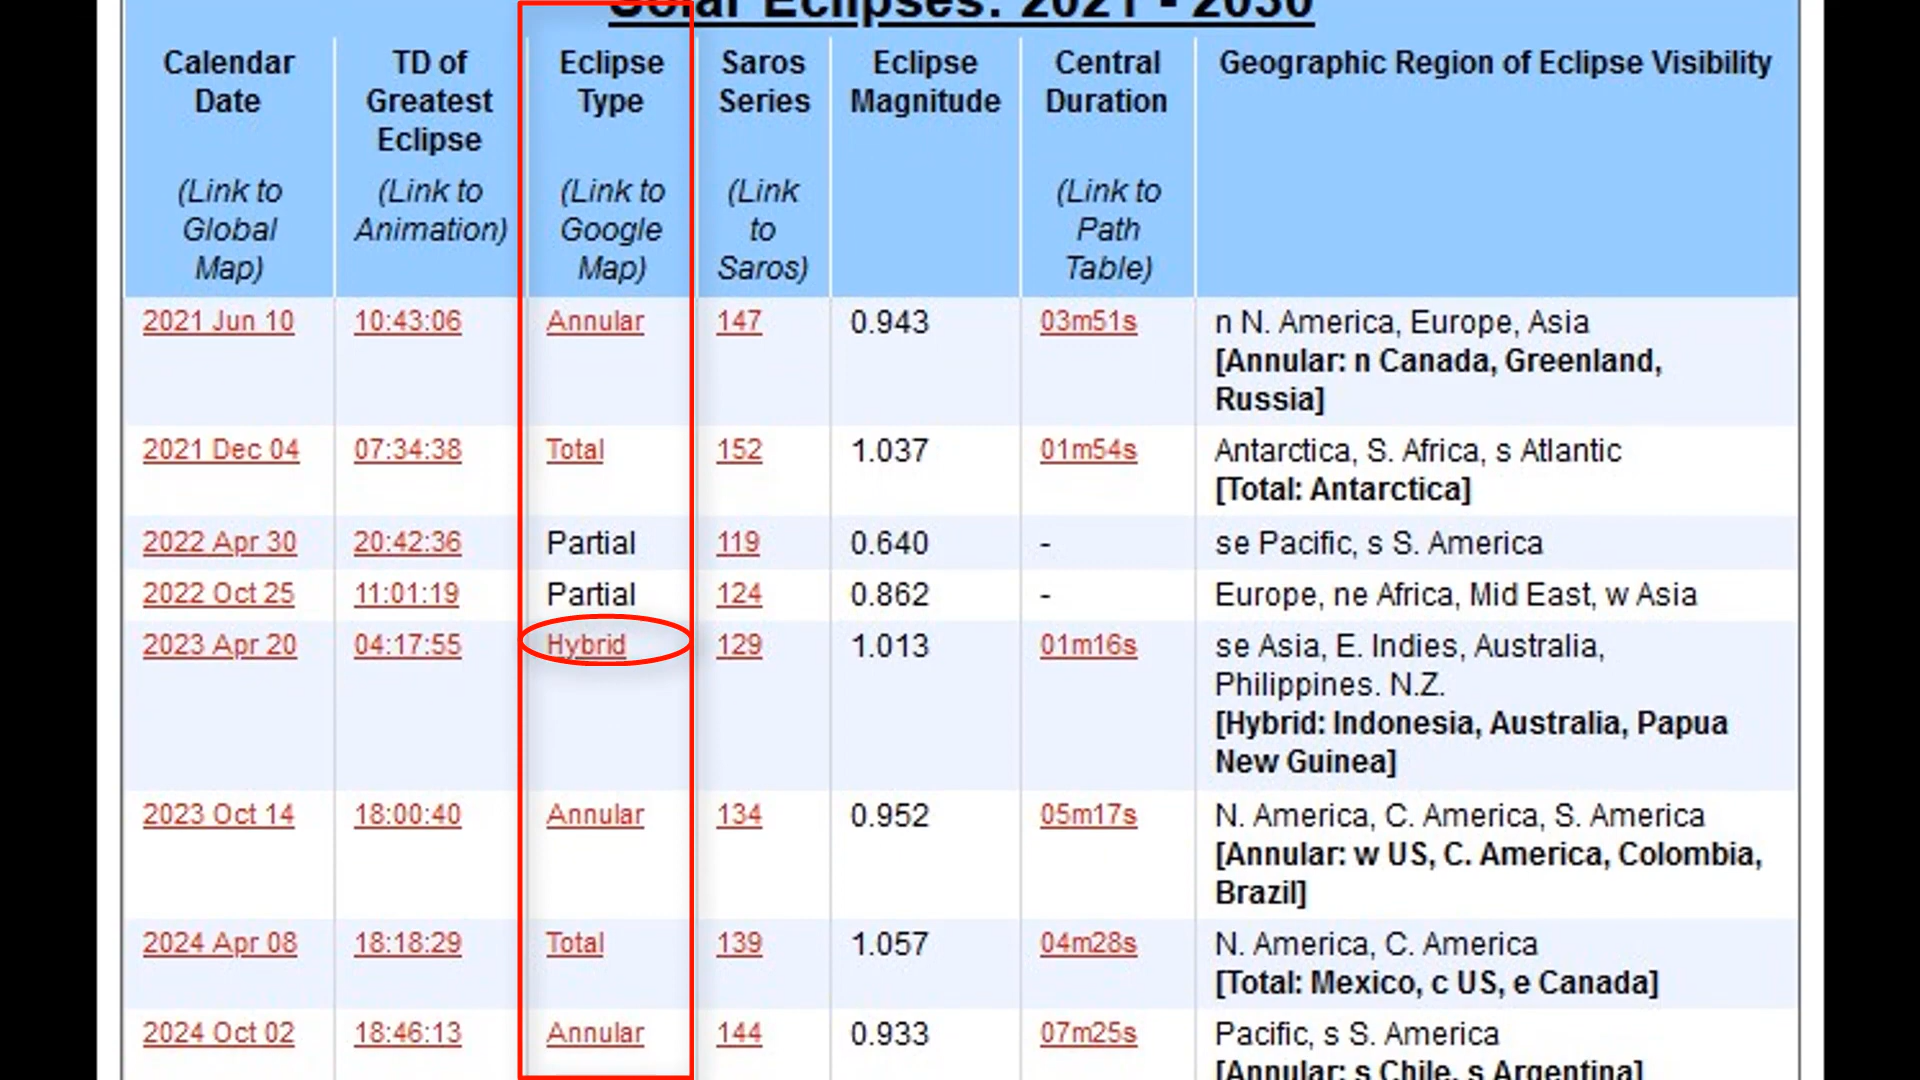 Solar Eclipses: 2021 - 2030
Calendar Date
(Link to Global Map)
TD of Greatest Eclipse
(Link to Animation)
Eclipse Type
(Link to Google Map)
Saros Series
(Link to Saros)
Eclipse Magnitude
Central Duration
(Link to Path Table)
Geographic Region of Eclipse Visibility
2021 Jun 10 10:43:06 Annular 147 0.943 03m51s n N. America, Europe, Asia
[Annular: n Canada, Greenland,
Russia]
2021 Dec 04 07:34:38 Total 152 1.037 01m54s Antarctica, S. Africa, s Atlantic
[Total: Antarctica]
2022 Apr 30 20:42:36 Partial 119 0.640 - se Pacific, s S. America
2022 Oct 25 11:01:19 Partial 124 0.862 - Europe, ne Africa, Mid East, w Asia
2023 Apr 20 04:17:55 Hybrid 129 1.013 01m16s se Asia, E. Indies, Australia,
Philippines. N.Z.
[Hybrid: Indonesia, Australia, Papua
New Guinea]
2023 Oct 14 18:00:40 Annular 134 0.952 05m17s N. America, C. America, S. America
[Annular: w US, C. America, Colombia,
Brazil]
2024 Apr 08 18:18:29 Total 139 1.057 04m28s N. America, C. America
[Total: Mexico, c US, e Canada]
2024 Oct 02 18:46:13 Annular 144 0.933 07m25s Pacific, s S. America
[Annular: s Chile, s Argentina]